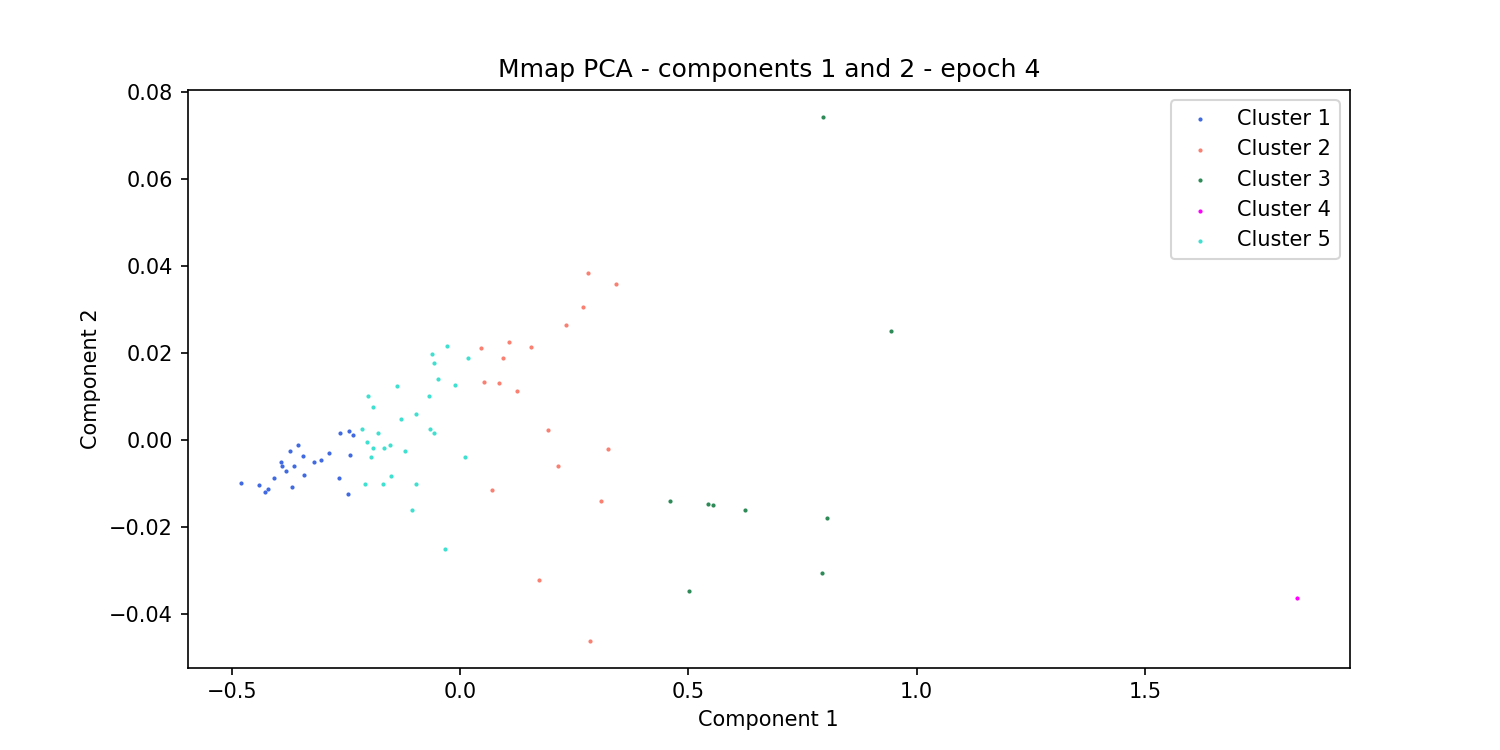 Mmap PCA - components 1 and 2 - epoch 4
Cluster 1
Cluster 2
Cluster 3
Cluster 4
Cluster 5
Component 2
0.08
0.06
0.04
0.02
0.00
−0.02
−0.04
−0.5
0.0
0.5
1.0
1.5
Component 1